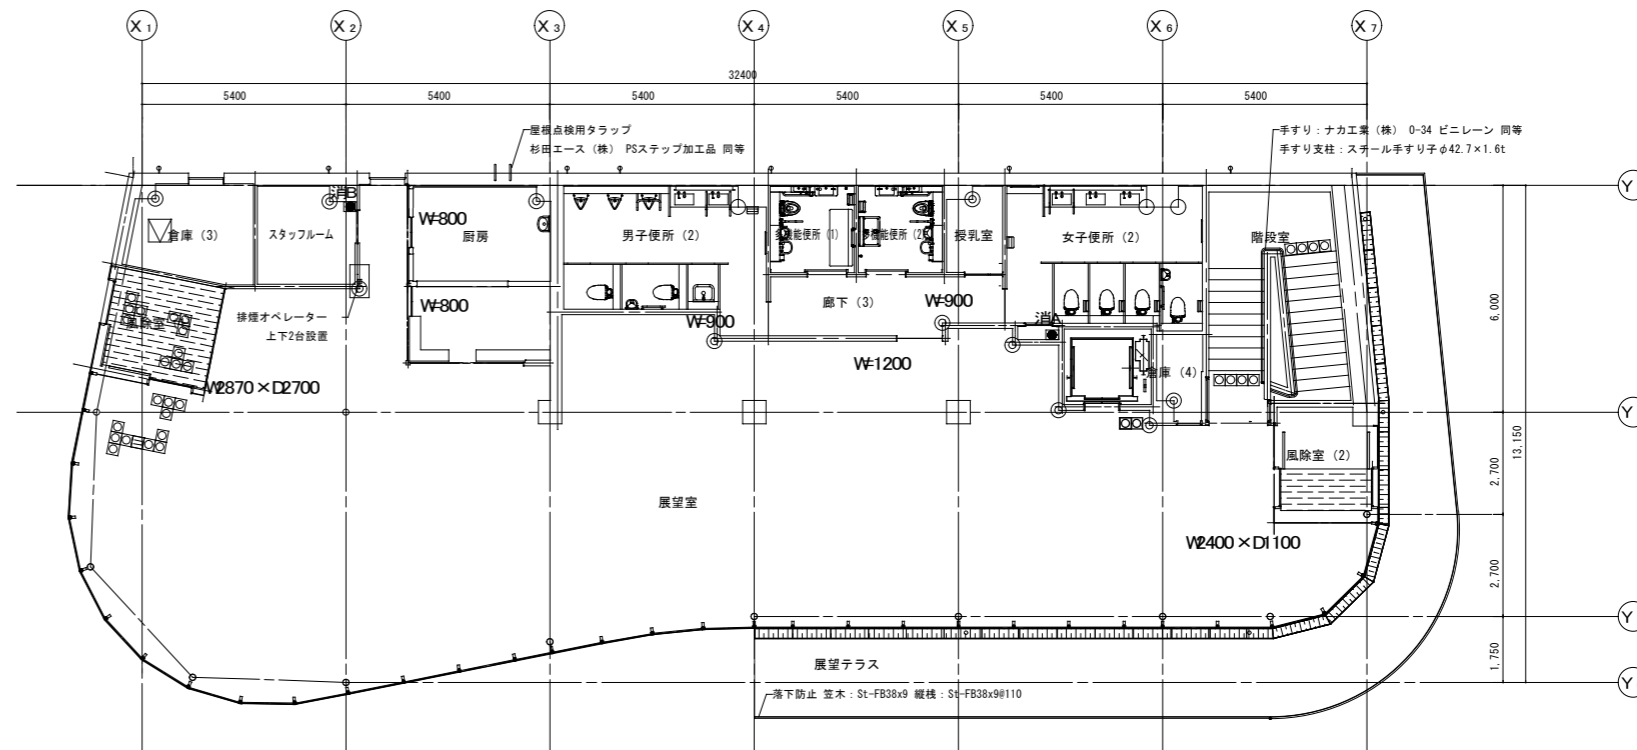 X1 X2 X3 X4 X5 X6 X7
32400
5400 5400 5400 5400 5400 5400
屋根点検用タラップ
杉田エース（株） PSステップ加工品 同等
手すり：ナカ工業（株） O-34 ビニレーン 同等
手すり支柱：スチール手すり子φ42.7×1.6t
Y
倉庫（3）
スタッフルーム
W=800
厨房
男子便所（2）
多機能便所（1）
多機能便所（2）
授乳室
女子便所（2）
階段室
W=800
W=900
廊下（3）
W=900
消A
6,000
排煙オペレーター
上下2台設置
W=1200
倉庫（4）
W2870×D2700
Y
13,150
風除室（2）
2,700
展望室
W2400×D1100
2,700
Y
1,750
展望テラス
Y
落下防止 笠木：St-FB38x9 縦桟：St-FB38x9@110